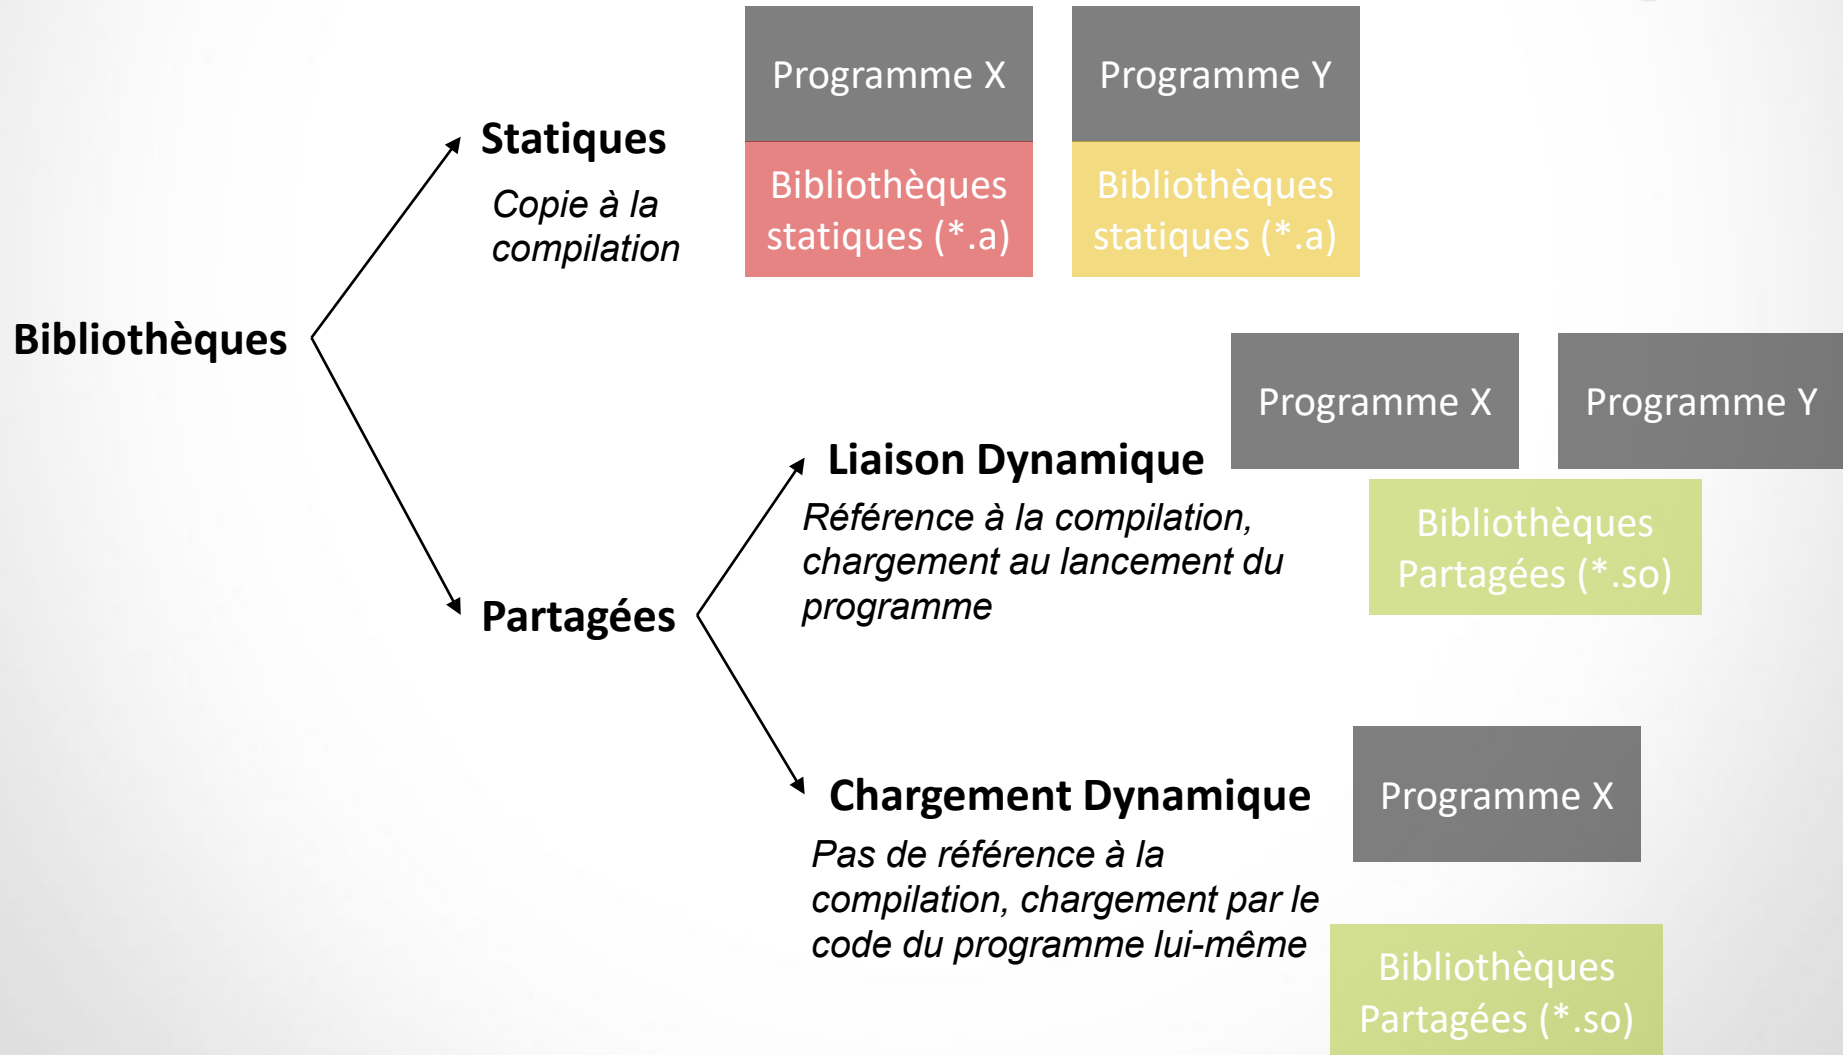 Programme X
Programme Y
Statiques
Copie à la
compilation
Bibliothèques
statiques (*.a)
Bibliothèques
statiques (*.a)
Bibliothèques
Programme X
Programme Y
Liaison Dynamique
Référence à la compilation,
chargement au lancement du
programme
Bibliothèques
Partagées (*.so)
Partagées
Chargement Dynamique
Pas de référence à la
compilation, chargement par le
code du programme lui-même
Programme X
Bibliothèques
Partagées (*.so)